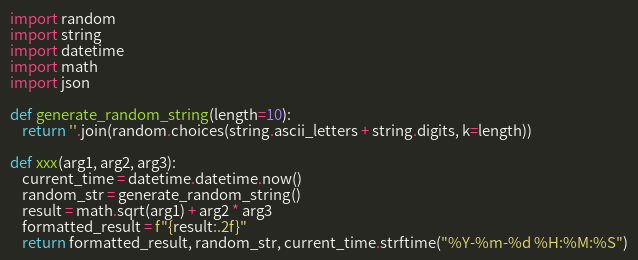 import random
import string
import datetime
import math
import json

def generate_random_string(length=10):
    return ''.join(random.choices(string.ascii_letters + string.digits, k=length))

def xxx(arg1, arg2, arg3):
    current_time = datetime.datetime.now()
    random_str = generate_random_string()
    result = math.sqrt(arg1) + arg2 * arg3
    formatted_result = f"{result:.2f}"
    return formatted_result, random_str, current_time.strftime("%Y-%m-%d %H:%M:%S")